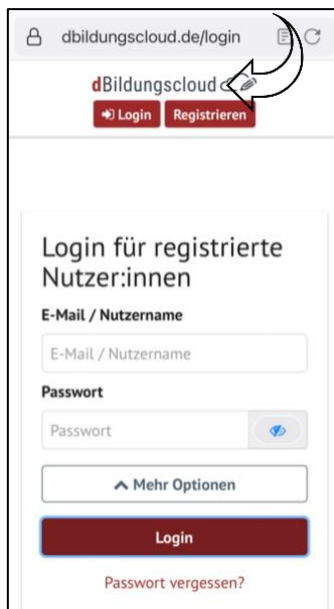 dbildungscloud.de/login
dBildungscloud
Login Registrieren
Login für registrierte
Nutzer:innen
E-Mail / Nutzername
E-Mail / Nutzername
Passwort
Passwort
Mehr Optionen
Login
Passwort vergessen?